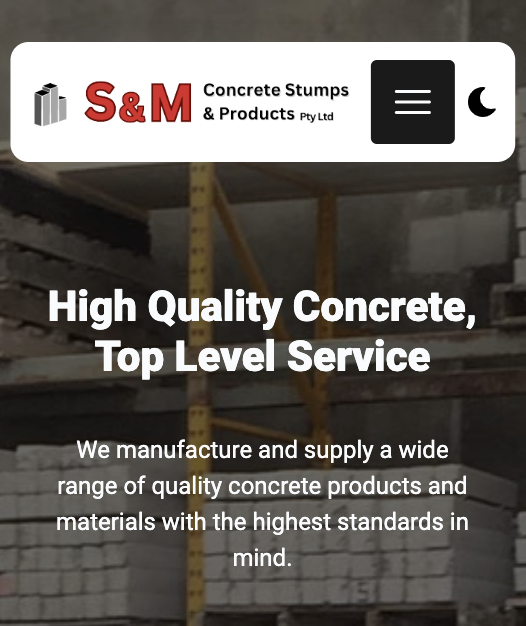 S&M Concrete Stumps
& Products Pty Ltd
High Quality Concrete,
Top Level Service
We manufacture and supply a wide
range of quality concrete products and
materials with the highest standards in
mind.